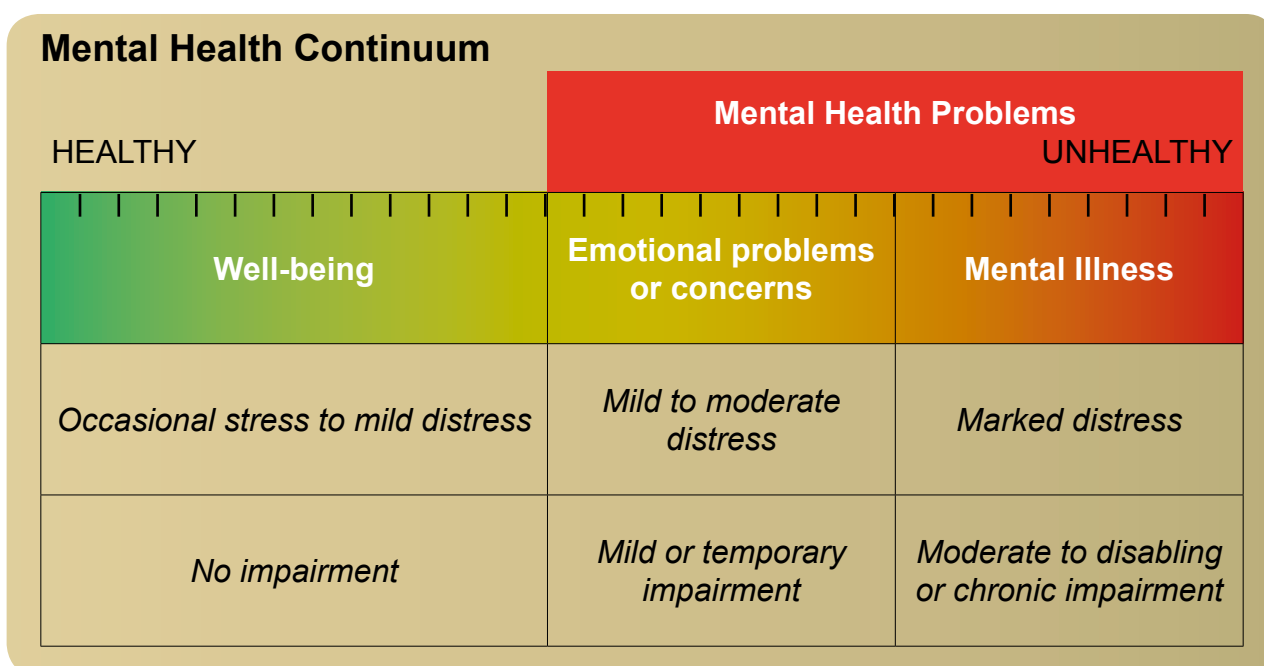 Mental Health Continuum
Mental Health Problems
HEALTHY
UNHEALTHY
Well-being
Emotional problems
or concerns
Mental Illness
Occasional stress to mild distress
Mild to moderate
distress
Marked distress
No impairment
Mild or temporary
impairment
Moderate to disabling
or chronic impairment